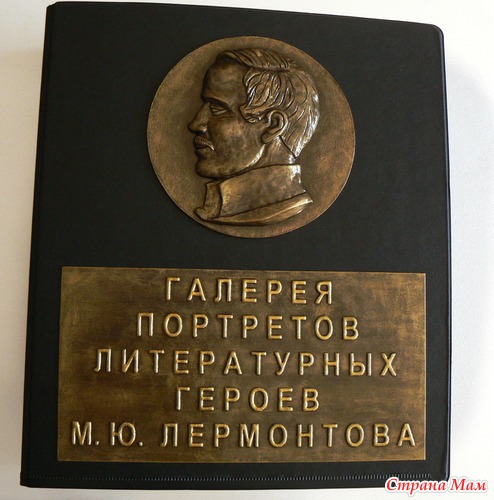 ГАЛЕРЕЯ
ПОРТРЕТОВ
ЛИТЕРАТУРНЫХ
ГЕРОЕВ
М. Ю. ЛЕРМОНТОВА
Страна Мам